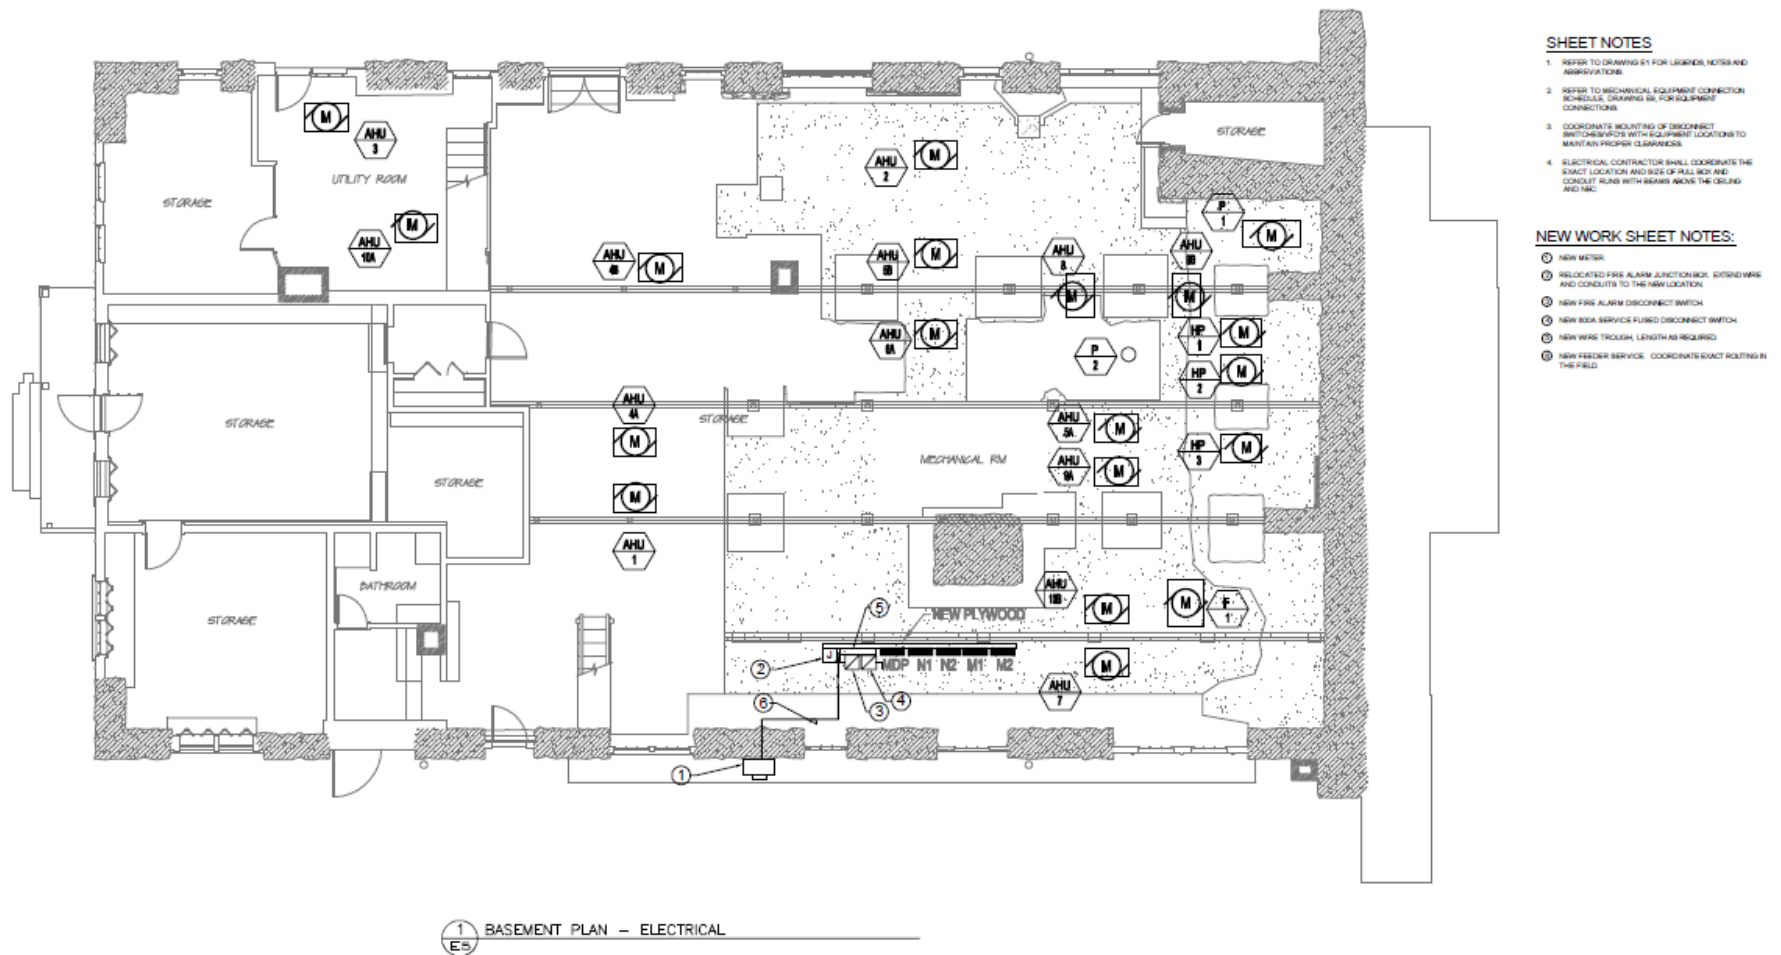 SHEET NOTES
1. REFER TO DRAWING E1 FOR LEGENDS, NOTES AND
ABBREVIATIONS.
2. REFER TO MECHANICAL EQUIPMENT CONNECTION
SCHEDULE, DRAWING E9, FOR EQUIPMENT
CONNECTIONS.
3. COORDINATE MOUNTING OF DISCONNECT
SWITCHES/VFD'S WITH EQUIPMENT LOCATIONS TO
MAINTAIN PROPER CLEARANCES
4. ELECTRICAL CONTRACTOR SHALL COORDINATE THE
EXACT LOCATION AND SIZE OF PULL BOX AND
CONDUIT RUNS WITH BEAMS ABOVE THE CEILING
AND NEC.
NEW WORK SHEET NOTES:
1 NEW METER.
2 RELOCATED FIRE ALARM JUNCTION BOX. EXTEND WIRE
AND CONDUITS TO THE NEW LOCATION.
3 NEW FIRE ALARM DISCONNECT SWITCH.
4 NEW 800A SERVICE FUSED DISCONNECT SWITCH.
5 NEW WIRE TROUGH, LENGTH AS REQUIRED.
6 NEW FEEDER SERVICE. COORDINATE EXACT ROUTING IN
THE FIELD.
M
AHU
3
UTILITY ROOM
STORAGE
M
AHU
10A
AHU
4B
M
AHU
2
M
STORAGE
P
1
M
AHU
5B
M
AHU
8
M
AHU
M
AHU
6A
M
P
2
HP
1
M
HP
2
M
STORAGE
AHU
4A
M
STORAGE
AHU
5A
M
MECHANICAL RM
AHU
9A
M
HP
3
M
STORAGE
M
AHU
1
BATHROOM
STORAGE
AHU
10B
M
M
F
1
5
NEW PLYWOOD
J
2
MDP N1 N2 M1 M2
M
AHU
7
4
3
6
1
1
E5
BASEMENT PLAN – ELECTRICAL